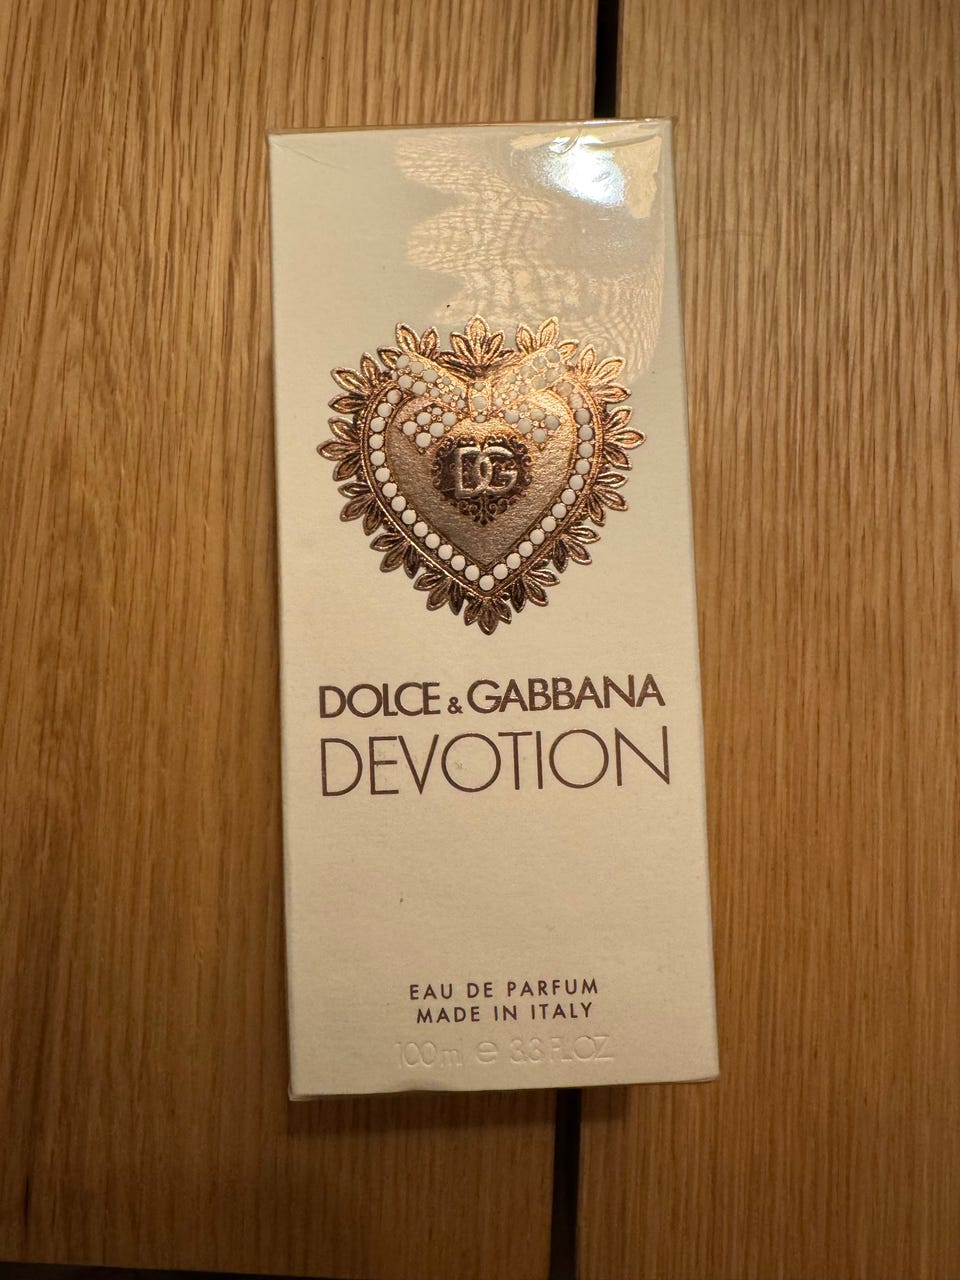 DG
DOLCE & GABBANA
DEVOTION
EAU DE PARFUM
MADE IN ITALY
100ml ℮ 3.3 FL.OZ